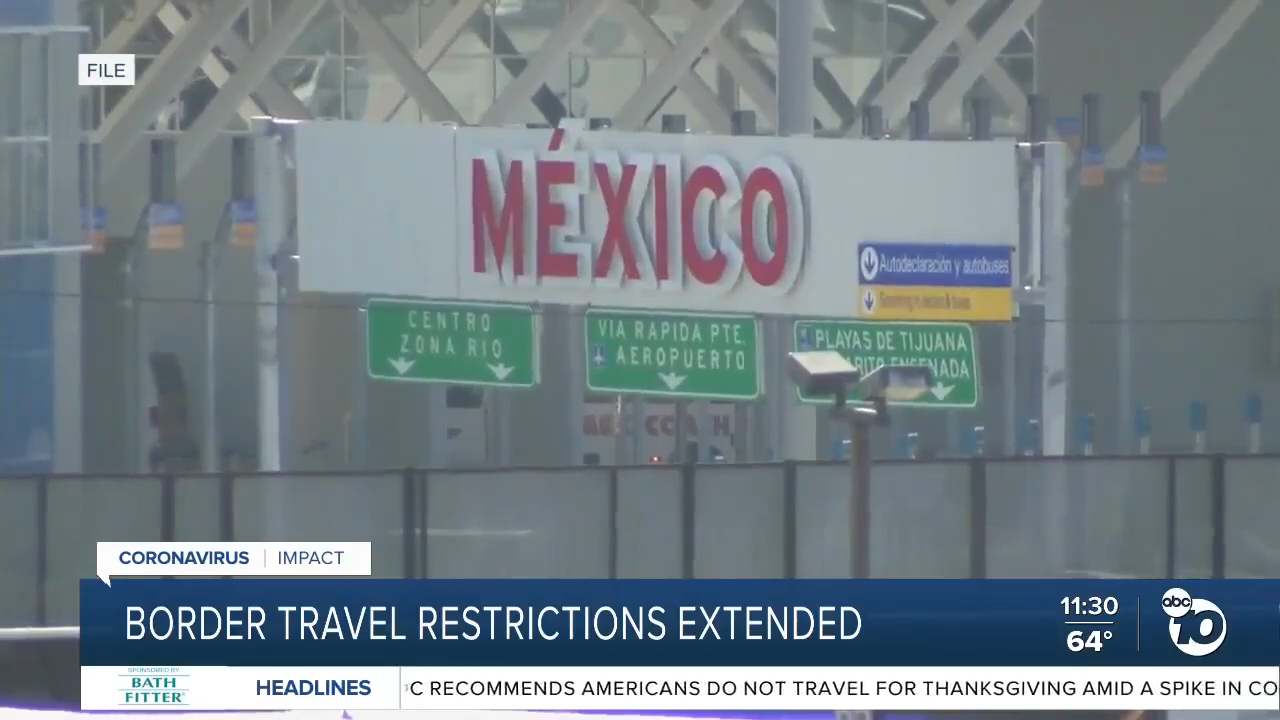 FILE
MÉXICO
Autodeclaración y autobuses
CENTRO
ZONA RIO
VIA RAPIDA PTE.
AEROPUERTO
PLAYAS DE TIJUANA
ENSENADA
CORONAVIRUS | IMPACT
BORDER TRAVEL RESTRICTIONS EXTENDED
11:30
64°
abc
10
SPONSORED BY
BATH
FITTER
HEADLINES
C RECOMMENDS AMERICANS DO NOT TRAVEL FOR THANKSGIVING AMID A SPIKE IN CO